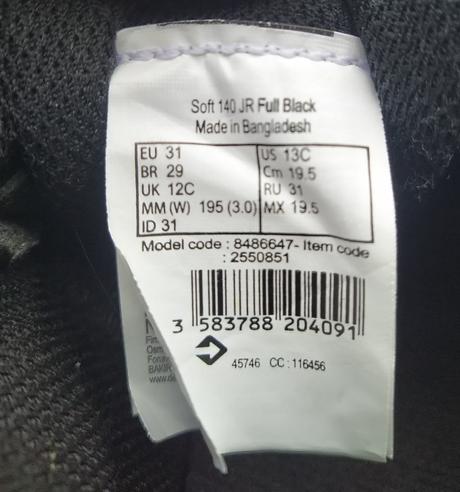 Soft 140 JR Full Black
Made in Bangladesh
EU 31 US 13C
BR 29 Cm 19.5
UK 12C RU 31
MM (W) 195 (3.0) MX 19.5
ID 31
Model code : 8486647- Item code
: 2550851
3 583788 204091
45746 CC : 116456